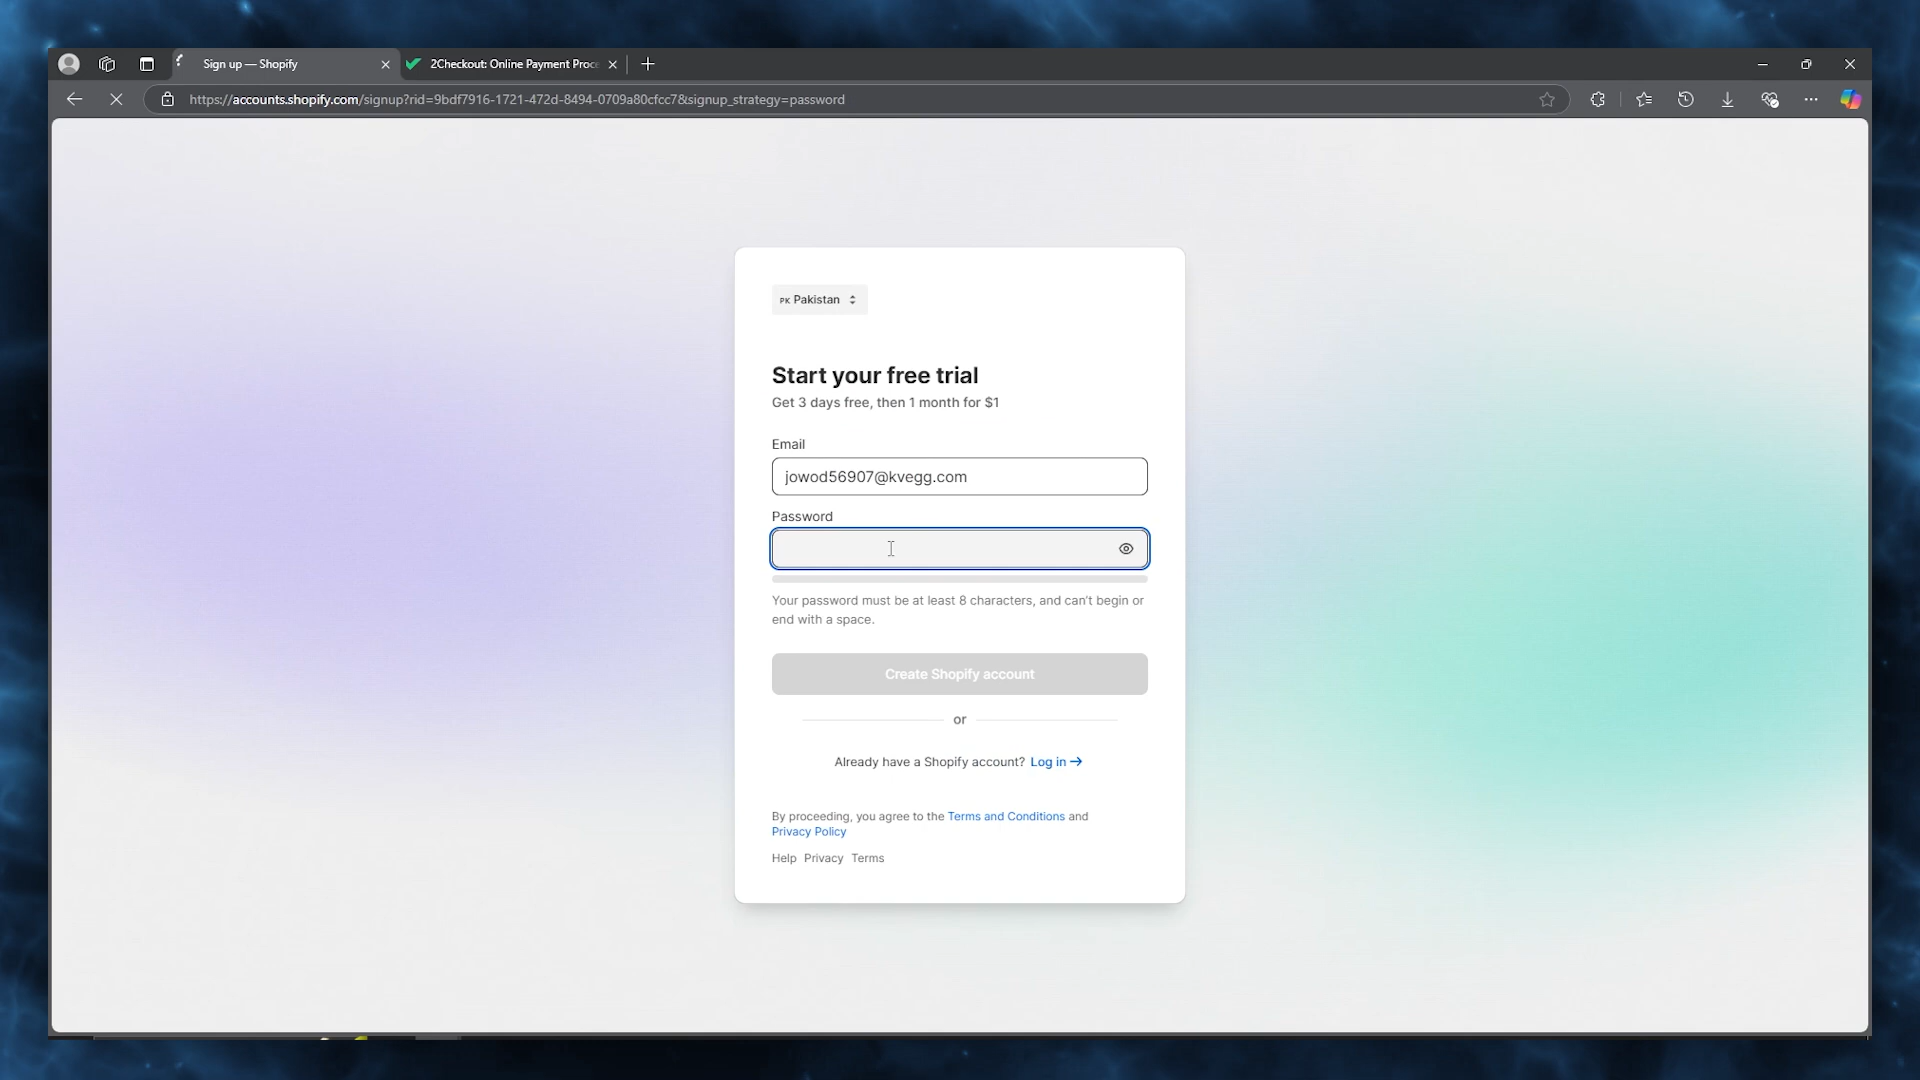 Sign up — Shopify
2Checkout: Online Payment Proc
https://accounts.shopify.com/signup?rid=9bdf7916-1721-472d-8494-0709a80cfcc7&signup_strategy=password
PK Pakistan
Start your free trial
Get 3 days free, then 1 month for $1
Email
jowod56907@kvegg.com
Password
Your password must be at least 8 characters, and can't begin or
end with a space.
Create Shopify account
or
Already have a Shopify account? Log in →
By proceeding, you agree to the Terms and Conditions and
Privacy Policy
Help Privacy Terms